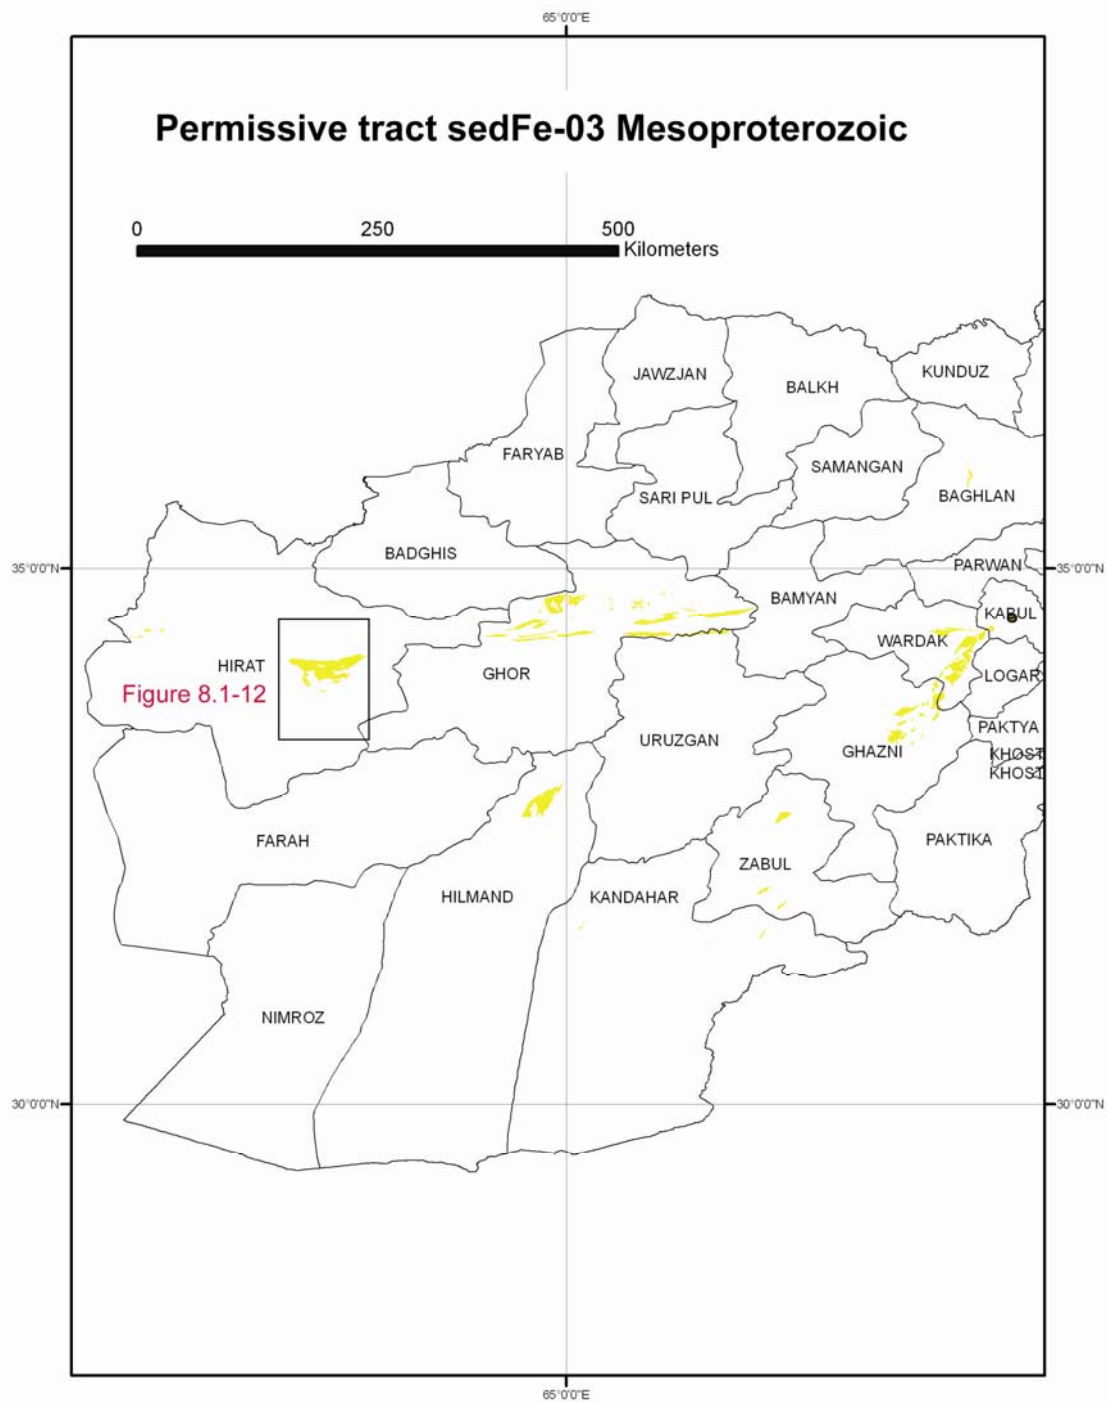 65°0'0"E
Permissive tract sedFe-03 Mesoproterozoic
0 250 500
Kilometers
JAWZJAN
KUNDUZ
BALKH
FARYAB
SAMANGAN
SARI PUL
BAGHLAN
BADGHIS
35°0'0"N
PARWAN
35°0'0"N
BAMYAN
KABUL
WARDAK
HIRAT
GHOR
LOGAR
Figure 8.1-12
PAKTYA
URUZGAN
GHAZNI
KHOST
KHOST
FARAH
PAKTIKA
ZABUL
HILMAND
KANDAHAR
NIMROZ
30°0'0"N
30°0'0"N
65°0'0"E